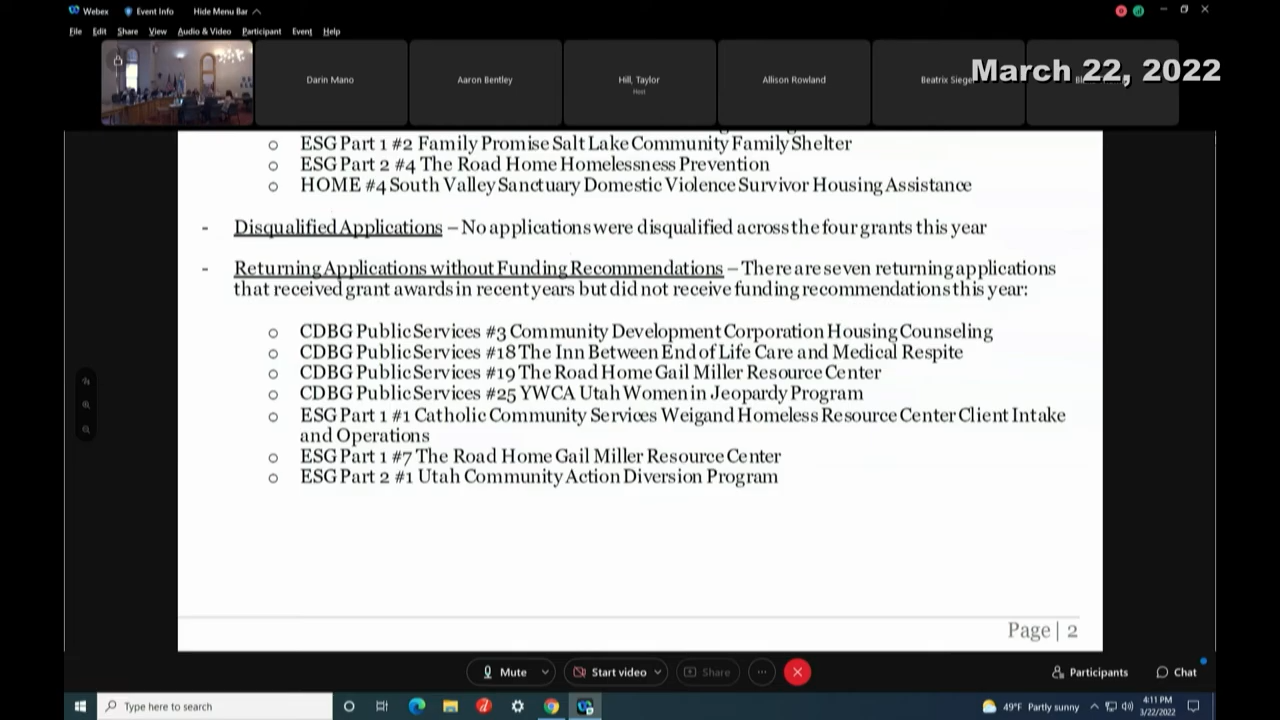 Webex Event Info Hide Menu Bar
File Edit Share View Audio & Video Participant Event Help
Darin Mano
Aaron Bentley
Hill, Taylor
Host
Allison Rowland
Beatrix
March 22, 2022
ESG Part 1 #2 Family Promise Salt Lake Community Family Shelter
ESG Part 2 #4 The Road Home Homelessness Prevention
HOME #4 South Valley Sanctuary Domestic Violence Survivor Housing Assistance
- Disqualified Applications – No applications were disqualified across the four grants this year
- Returning Applications without Funding Recommendations – There are seven returning applications
that received grant awards in recent years but did not receive funding recommendations this year:
CDBG Public Services #3 Community Development Corporation Housing Counseling
CDBG Public Services #18 The Inn Between End of Life Care and Medical Respite
CDBG Public Services #19 The Road Home Gail Miller Resource Center
CDBG Public Services #25 YWCA Utah Women in Jeopardy Program
ESG Part 1 #1 Catholic Community Services Weigand Homeless Resource Center Client Intake
and Operations
ESG Part 1 #7 The Road Home Gail Miller Resource Center
ESG Part 2 #1 Utah Community Action Diversion Program
Page | 2
Mute Start video Share Participants Chat
Type here to search
49°F Partly sunny
4:11 PM
3/22/2022